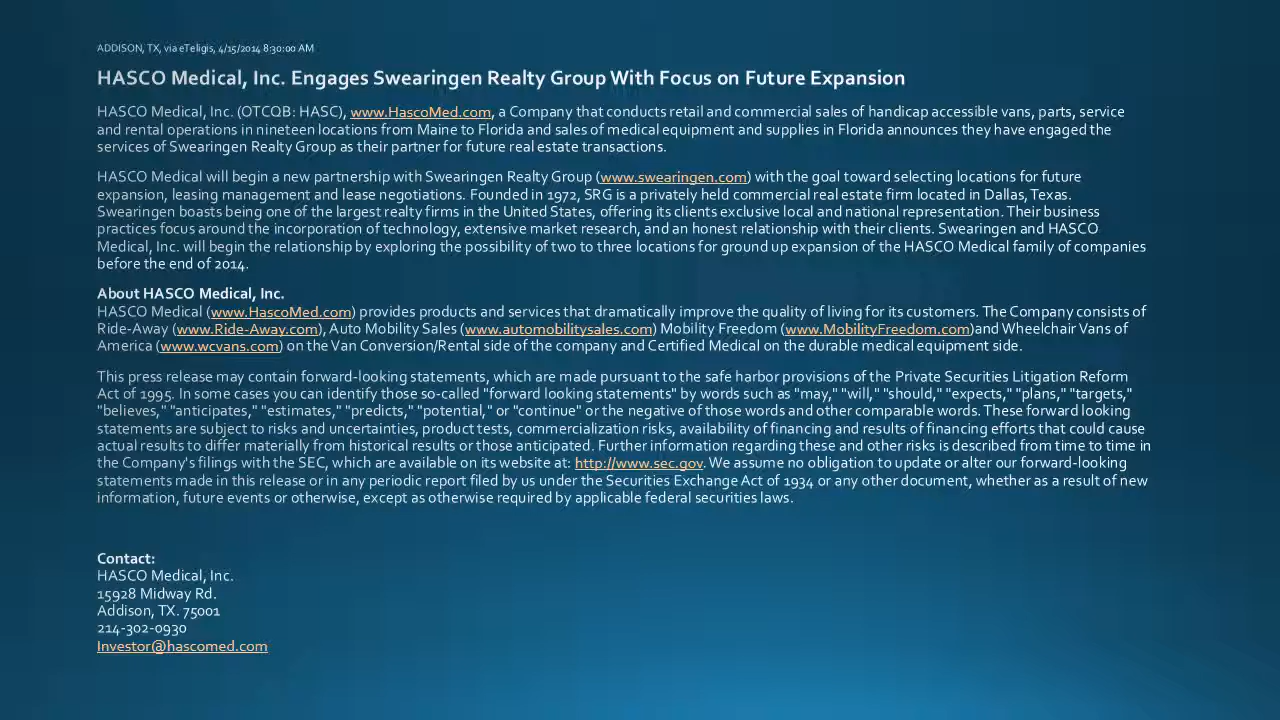 ADDISON, TX, via eTeligis, 4/15/2014 8:30:00 AM
HASCO Medical, Inc. Engages Swearingen Realty Group With Focus on Future Expansion
HASCO Medical, Inc. (OTCQB: HASC), www.HascoMed.com, a Company that conducts retail and commercial sales of handicap accessible vans, parts, service
and rental operations in nineteen locations from Maine to Florida and sales of medical equipment and supplies in Florida announces they have engaged the
services of Swearingen Realty Group as their partner for future real estate transactions.
HASCO Medical will begin a new partnership with Swearingen Realty Group (www.swearingen.com) with the goal toward selecting locations for future
expansion, leasing management and lease negotiations. Founded in 1972, SRG is a privately held commercial real estate firm located in Dallas, Texas.
Swearingen boasts being one of the largest realty firms in the United States, offering its clients exclusive local and national representation. Their business
practices focus around the incorporation of technology, extensive market research, and an honest relationship with their clients. Swearingen and HASCO
Medical, Inc. will begin the relationship by exploring the possibility of two to three locations for ground up expansion of the HASCO Medical family of companies
before the end of 2014.
About HASCO Medical, Inc.
HASCO Medical (www.HascoMed.com) provides products and services that dramatically improve the quality of living for its customers. The Company consists of
Ride-Away (www.Ride-Away.com), Auto Mobility Sales (www.automobilitysales.com) Mobility Freedom (www.MobilityFreedom.com)and Wheelchair Vans of
America (www.wcvans.com) on the Van Conversion/Rental side of the company and Certified Medical on the durable medical equipment side.
This press release may contain forward-looking statements, which are made pursuant to the safe harbor provisions of the Private Securities Litigation Reform
Act of 1995. In some cases you can identify those so-called "forward looking statements" by words such as "may," "will," "should," "expects," "plans," "targets,"
"believes," "anticipates," "estimates," "predicts," "potential," or "continue" or the negative of those words and other comparable words. These forward looking
statements are subject to risks and uncertainties, product tests, commercialization risks, availability of financing and results of financing efforts that could cause
actual results to differ materially from historical results or those anticipated. Further information regarding these and other risks is described from time to time in
the Company's filings with the SEC, which are available on its website at: http://www.sec.gov. We assume no obligation to update or alter our forward-looking
statements made in this release or in any periodic report filed by us under the Securities Exchange Act of 1934 or any other document, whether as a result of new
information, future events or otherwise, except as otherwise required by applicable federal securities laws.
Contact:
HASCO Medical, Inc.
15928 Midway Rd.
Addison, TX. 75001
214-302-0930
Investor@hascomed.com